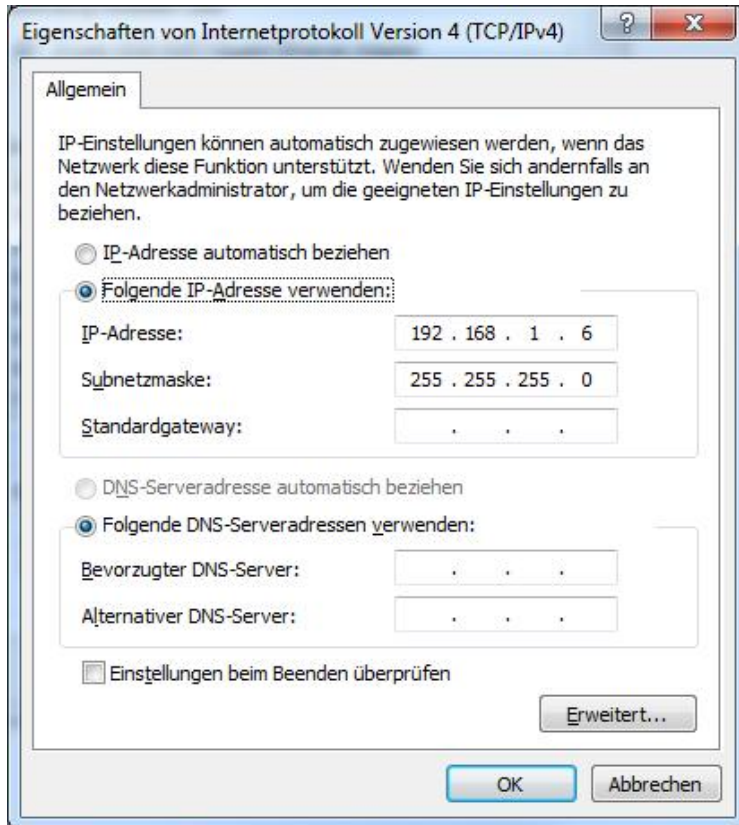 Eigenschaften von Internetprotokoll Version 4 (TCP/IPv4)
Allgemein
IP-Einstellungen können automatisch zugewiesen werden, wenn das
Netzwerk diese Funktion unterstützt. Wenden Sie sich andernfalls an
den Netzwerkadministrator, um die geeigneten IP-Einstellungen zu
beziehen.
IP-Adresse automatisch beziehen
Folgende IP-Adresse verwenden:
IP-Adresse: 192 . 168 . 1 . 6
Subnetzmaske: 255 . 255 . 255 . 0
Standardgateway: . . .
DNS-Serveradresse automatisch beziehen
Folgende DNS-Serveradressen verwenden:
Bevorzugter DNS-Server: . . .
Alternativer DNS-Server: . . .
Einstellungen beim Beenden überprüfen
Erweitert...
OK Abbrechen